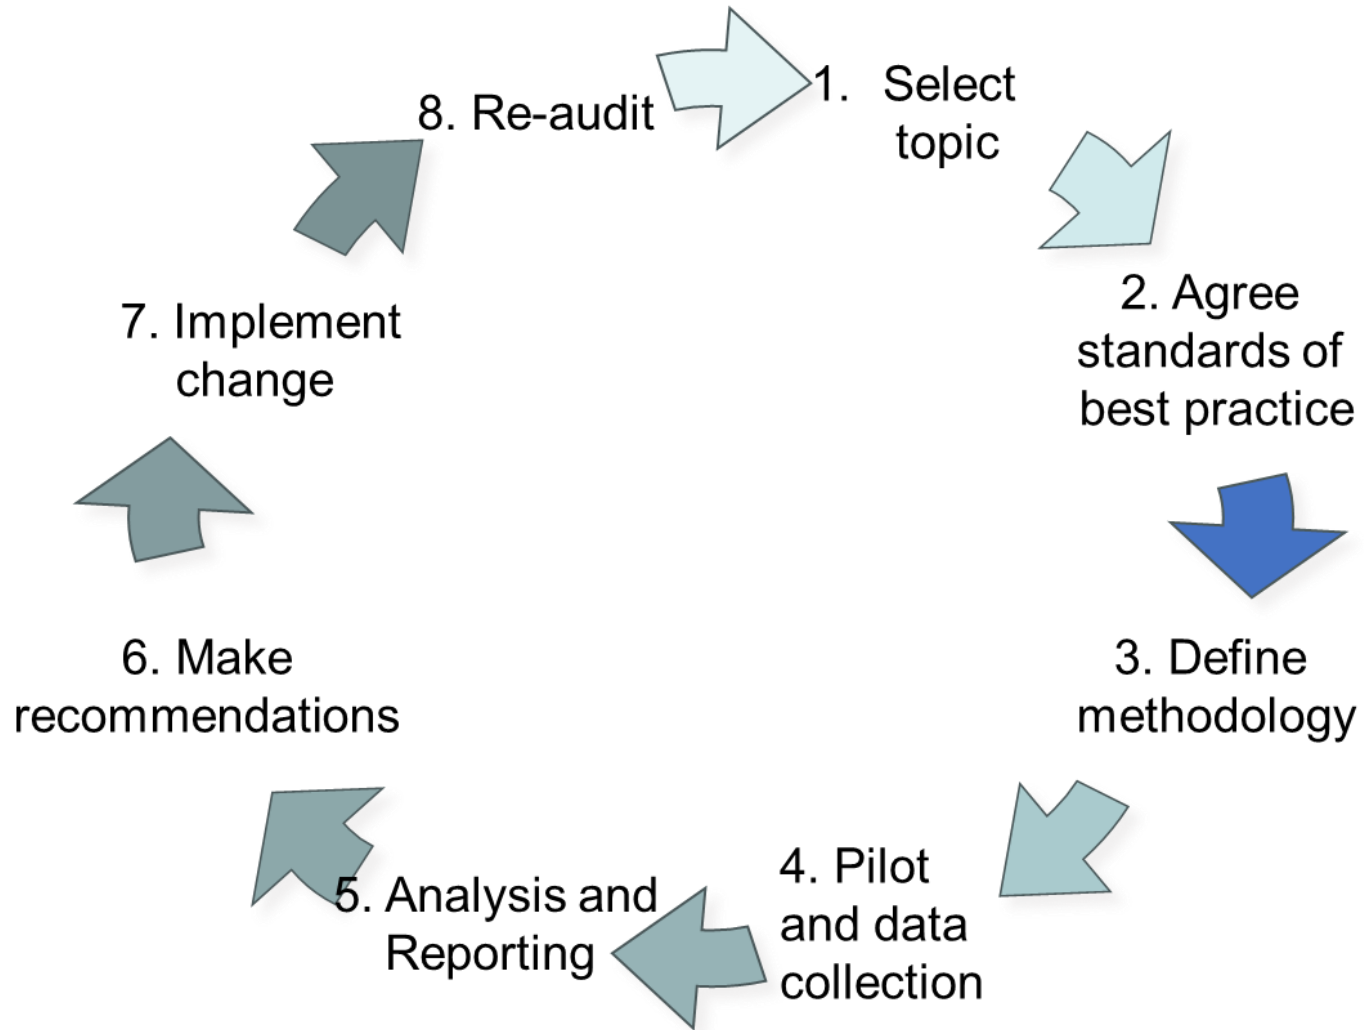 1. Select
topic
2. Agree
standards of
best practice
3. Define
methodology
4. Pilot
and data
collection
5. Analysis and
Reporting
6. Make
recommendations
7. Implement
change
8. Re-audit